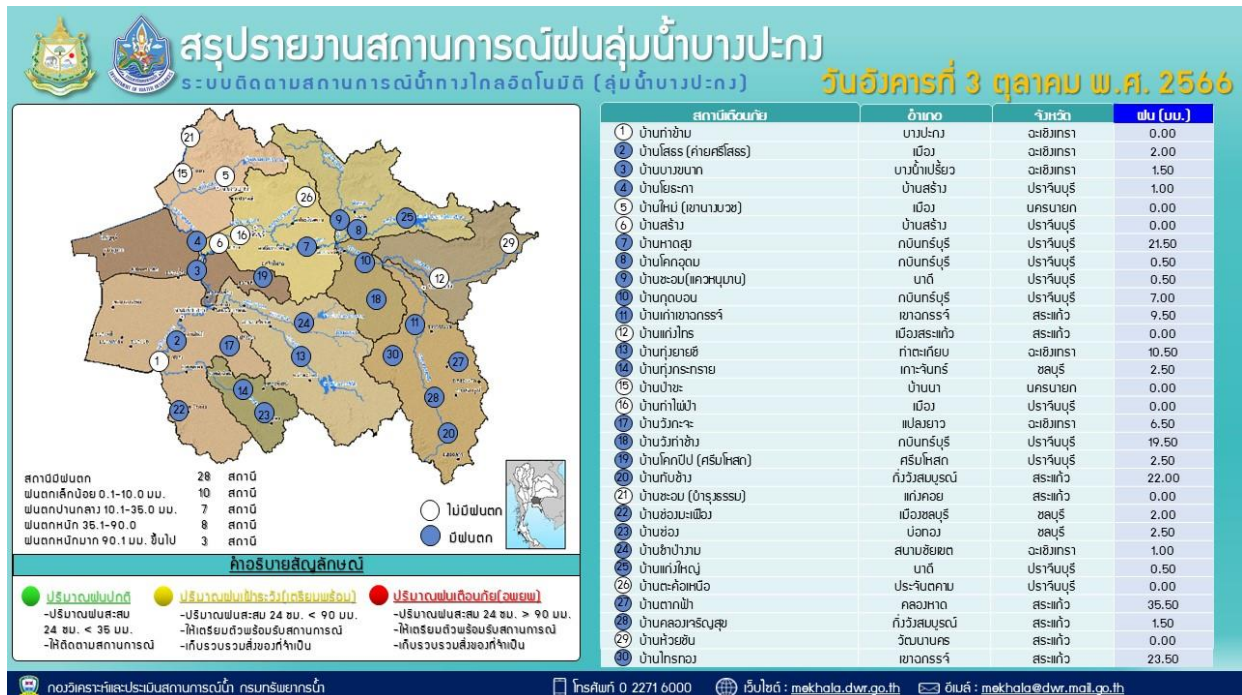 สรุปรายงานสถานการณ์ฝนลุ่มน้ำบางปะกง
ระบบติดตามสถานการณ์น้ำทางไกลอัตโนมัติ (ลุ่มน้ำบางปะกง)
วันอังคารที่ 3 ตุลาคม พ.ศ. 2566
สถานีเตือนภัย อำเภอ จังหวัด ฝน (มม.)
1 บ้านท่าข้าม บางปะกง ฉะเชิงเทรา 0.00
2 บ้านโสธร (ค่ายศรีโสธร) เมือง ฉะเชิงเทรา 2.00
3 บ้านบางขนาก บางน้ำเปรี้ยว ฉะเชิงเทรา 1.50
4 บ้านโยธะกา บ้านสร้าง ปราจีนบุรี 1.00
5 บ้านใหม่ (เขานางบวช) เมือง นครนายก 0.00
6 บ้านสร้าง บ้านสร้าง ปราจีนบุรี 0.00
7 บ้านหาดสูง กบินทร์บุรี ปราจีนบุรี 21.50
8 บ้านโคกอุดม กบินทร์บุรี ปราจีนบุรี 0.50
9 บ้านซะอม(แควหนุมาน) นาดี ปราจีนบุรี 0.50
10 บ้านกุดบอน กบินทร์บุรี ปราจีนบุรี 7.00
11 บ้านเก่าเขาฉกรรจ์ เขาฉกรรจ์ สระแก้ว 9.50
12 บ้านแก่งไทร เมืองสระแก้ว สระแก้ว 0.00
13 บ้านทุ่งยายชี ท่าตะเกียบ ฉะเชิงเทรา 10.50
14 บ้านทุ่งกระทราย เกาะจันทร์ ชลบุรี 2.50
15 บ้านป่าขะ บ้านนา นครนายก 0.00
16 บ้านท่าไผ่ป่า เมือง ปราจีนบุรี 0.00
17 บ้านวังกะจะ แปลงยาว ฉะเชิงเทรา 6.50
18 บ้านวังท่าช้าง กบินทร์บุรี ปราจีนบุรี 19.50
19 บ้านโคกปีป (ศรีมโหสถ) ศรีมโหสถ ปราจีนบุรี 2.50
20 บ้านทับช้าง กิ่งวังสมบูรณ์ สระแก้ว 22.00
21 บ้านชะอม (บำรุงธรรม) แก่งคอย สระแก้ว 0.00
22 บ้านช่องมะเฟือง เมืองชลบุรี ชลบุรี 2.00
23 บ้านช่อง บ่อทอง ชลบุรี 2.50
24 บ้านชำป่างาม สนามชัยเขต ฉะเชิงเทรา 1.00
25 บ้านแก่งใหญ่ นาดี ปราจีนบุรี 0.50
26 บ้านตะคร้อเหนือ ประจันตคาม ปราจีนบุรี 0.00
27 บ้านตาคฟ้า คลองหาด สระแก้ว 35.50
28 บ้านคลองเจริญสุข กิ่งวังสมบูรณ์ สระแก้ว 1.50
29 บ้านห้วยชัน วัฒนานคร สระแก้ว 0.00
30 บ้านไทรทอง เขาฉกรรจ์ สระแก้ว 23.50
สถานีมีฝนตก 28 สถานี
ฝนตกเล็กน้อย 0.1-10.0 มม. 10 สถานี
ฝนตกปานกลาง 10.1-35.0 มม. 7 สถานี
ฝนตกหนัก 35.1-90.0 8 สถานี
ฝนตกหนักมาก 90.1 มม. ขึ้นไป 3 สถานี
ไม่มีฝนตก
มีฝนตก
คำอธิบายสัญลักษณ์
ปริมาณฝนปกติ
-ปริมาณฝนสะสม
24 ชม. < 35 มม.
-ให้ติดตามสถานการณ์
ปริมาณฝนเฝ้าระวัง(เตรียมพร้อม)
-ปริมาณฝนสะสม 24 ชม. < 90 มม.
-ให้เตรียมตัวพร้อมรับสถานการณ์
-เก็บรวบรวมสิ่งของที่จำเป็น
ปริมาณฝนเตือนภัย(อพยพ)
-ปริมาณฝนสะสม 24 ชม. > 90 มม.
-ให้เตรียมตัวพร้อมรับสถานการณ์
-เก็บรวบรวมสิ่งของที่จำเป็น
กองวิเคราะห์และประเมินสถานการณ์น้ำ กรมทรัพยากรน้ำ
โทรศัพท์ 0 2271 6000
เว็บไซต์ : mekhala.dwr.go.th
อีเมล์ : mekhala@dwr.mail.go.th